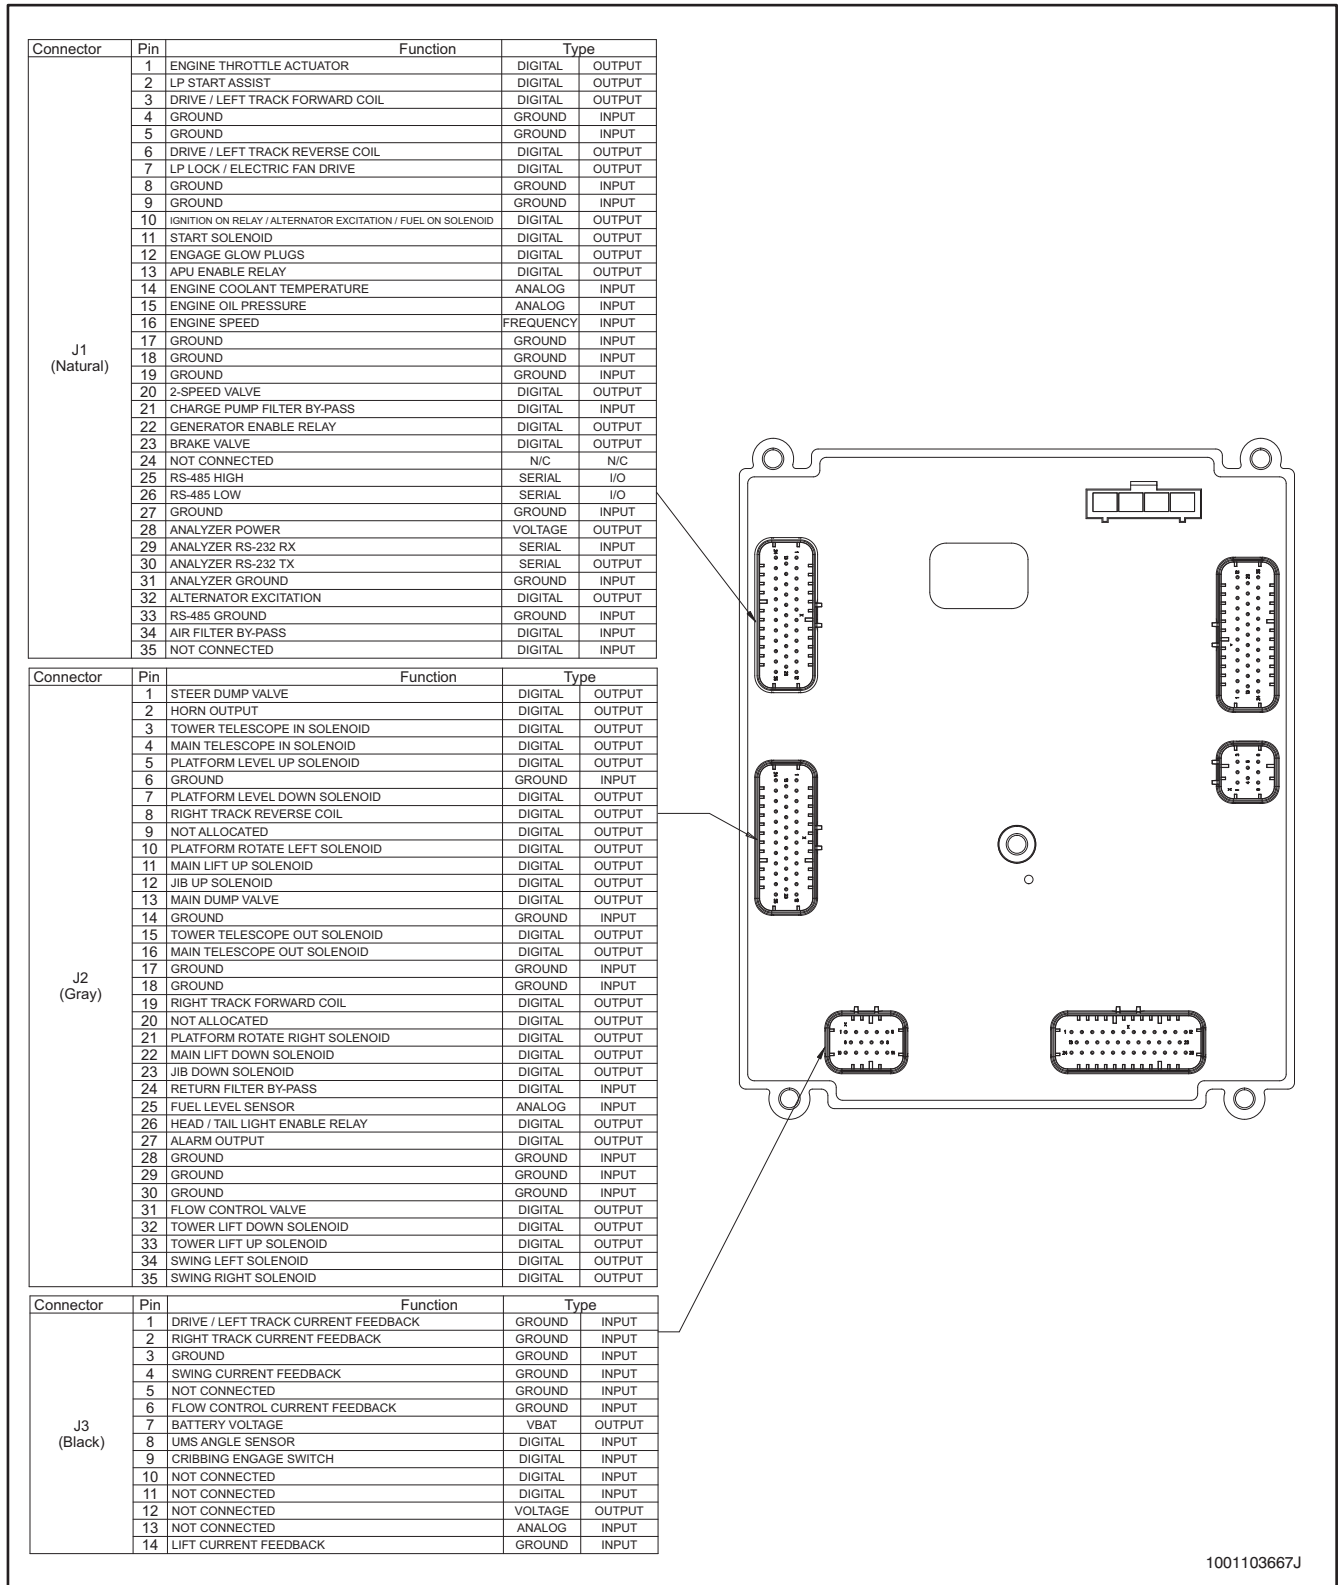 Connector Pin Function Type
1 ENGINE THROTTLE ACTUATOR DIGITAL OUTPUT
2 LP START ASSIST DIGITAL OUTPUT
3 DRIVE / LEFT TRACK FORWARD COIL DIGITAL OUTPUT
4 GROUND GROUND INPUT
5 GROUND GROUND INPUT
6 DRIVE / LEFT TRACK REVERSE COIL DIGITAL OUTPUT
7 LP LOCK / ELECTRIC FAN DRIVE DIGITAL OUTPUT
8 GROUND GROUND INPUT
9 GROUND GROUND INPUT
10 IGNITION ON RELAY / ALTERNATOR EXCITATION / FUEL ON SOLENOID DIGITAL OUTPUT
11 START SOLENOID DIGITAL OUTPUT
12 ENGAGE GLOW PLUGS DIGITAL OUTPUT
13 APU ENABLE RELAY DIGITAL OUTPUT
14 ENGINE COOLANT TEMPERATURE ANALOG INPUT
15 ENGINE OIL PRESSURE ANALOG INPUT
16 ENGINE SPEED FREQUENCY INPUT
17 GROUND GROUND INPUT
J1
(Natural)
18 GROUND GROUND INPUT
19 GROUND GROUND INPUT
20 2-SPEED VALVE DIGITAL OUTPUT
21 CHARGE PUMP FILTER BY-PASS DIGITAL INPUT
22 GENERATOR ENABLE RELAY DIGITAL OUTPUT
23 BRAKE VALVE DIGITAL OUTPUT
24 NOT CONNECTED N/C N/C
25 RS-485 HIGH SERIAL I/O
26 RS-485 LOW SERIAL I/O
27 GROUND GROUND INPUT
28 ANALYZER POWER VOLTAGE OUTPUT
29 ANALYZER RS-232 RX SERIAL INPUT
30 ANALYZER RS-232 TX SERIAL OUTPUT
31 ANALYZER GROUND GROUND INPUT
32 ALTERNATOR EXCITATION DIGITAL OUTPUT
33 RS-485 GROUND GROUND INPUT
34 AIR FILTER BY-PASS DIGITAL INPUT
35 NOT CONNECTED DIGITAL INPUT
Connector Pin Function Type
1 STEER DUMP VALVE DIGITAL OUTPUT
2 HORN OUTPUT DIGITAL OUTPUT
3 TOWER TELESCOPE IN SOLENOID DIGITAL OUTPUT
4 MAIN TELESCOPE IN SOLENOID DIGITAL OUTPUT
5 PLATFORM LEVEL UP SOLENOID DIGITAL OUTPUT
6 GROUND GROUND INPUT
7 PLATFORM LEVEL DOWN SOLENOID DIGITAL OUTPUT
8 RIGHT TRACK REVERSE COIL DIGITAL OUTPUT
9 NOT ALLOCATED DIGITAL OUTPUT
10 PLATFORM ROTATE LEFT SOLENOID DIGITAL OUTPUT
11 MAIN LIFT UP SOLENOID DIGITAL OUTPUT
12 JIB UP SOLENOID DIGITAL OUTPUT
13 MAIN DUMP VALVE DIGITAL OUTPUT
14 GROUND GROUND INPUT
15 TOWER TELESCOPE OUT SOLENOID DIGITAL OUTPUT
16 MAIN TELESCOPE OUT SOLENOID DIGITAL OUTPUT
17 GROUND GROUND INPUT
J2
(Gray)
18 GROUND GROUND INPUT
19 RIGHT TRACK FORWARD COIL DIGITAL OUTPUT
20 NOT ALLOCATED DIGITAL OUTPUT
21 PLATFORM ROTATE RIGHT SOLENOID DIGITAL OUTPUT
22 MAIN LIFT DOWN SOLENOID DIGITAL OUTPUT
23 JIB DOWN SOLENOID DIGITAL OUTPUT
24 RETURN FILTER BY-PASS DIGITAL INPUT
25 FUEL LEVEL SENSOR ANALOG INPUT
26 HEAD / TAIL LIGHT ENABLE RELAY DIGITAL OUTPUT
27 ALARM OUTPUT DIGITAL OUTPUT
28 GROUND GROUND INPUT
29 GROUND GROUND INPUT
30 GROUND GROUND INPUT
31 FLOW CONTROL VALVE DIGITAL OUTPUT
32 TOWER LIFT DOWN SOLENOID DIGITAL OUTPUT
33 TOWER LIFT UP SOLENOID DIGITAL OUTPUT
34 SWING LEFT SOLENOID DIGITAL OUTPUT
35 SWING RIGHT SOLENOID DIGITAL OUTPUT
Connector Pin Function Type
1 DRIVE / LEFT TRACK CURRENT FEEDBACK GROUND INPUT
2 RIGHT TRACK CURRENT FEEDBACK GROUND INPUT
3 GROUND GROUND INPUT
4 SWING CURRENT FEEDBACK GROUND INPUT
5 NOT CONNECTED GROUND INPUT
6 FLOW CONTROL CURRENT FEEDBACK GROUND INPUT
7 BATTERY VOLTAGE VBAT OUTPUT
J3
(Black)
8 UMS ANGLE SENSOR DIGITAL INPUT
9 CRIBBING ENGAGE SWITCH DIGITAL INPUT
10 NOT CONNECTED DIGITAL INPUT
11 NOT CONNECTED DIGITAL INPUT
12 NOT CONNECTED VOLTAGE OUTPUT
13 NOT CONNECTED ANALOG INPUT
14 LIFT CURRENT FEEDBACK GROUND INPUT
1001103667J